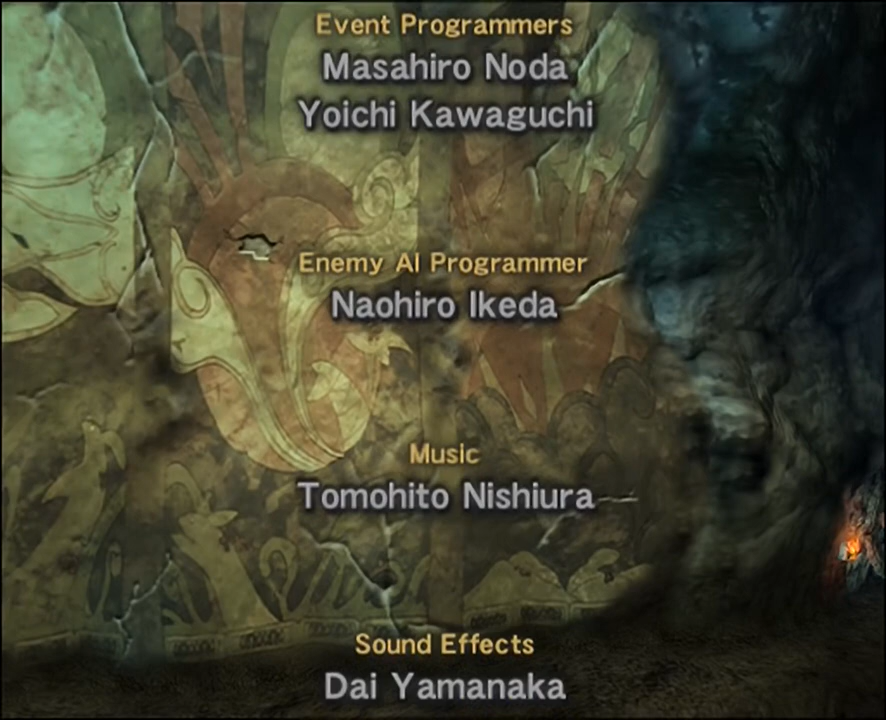 Event Programmers
Masahiro Noda
Yoichi Kawaguchi
Enemy AI Programmer
Naohiro Ikeda
Music
Tomohito Nishiura
Sound Effects
Dai Yamanaka